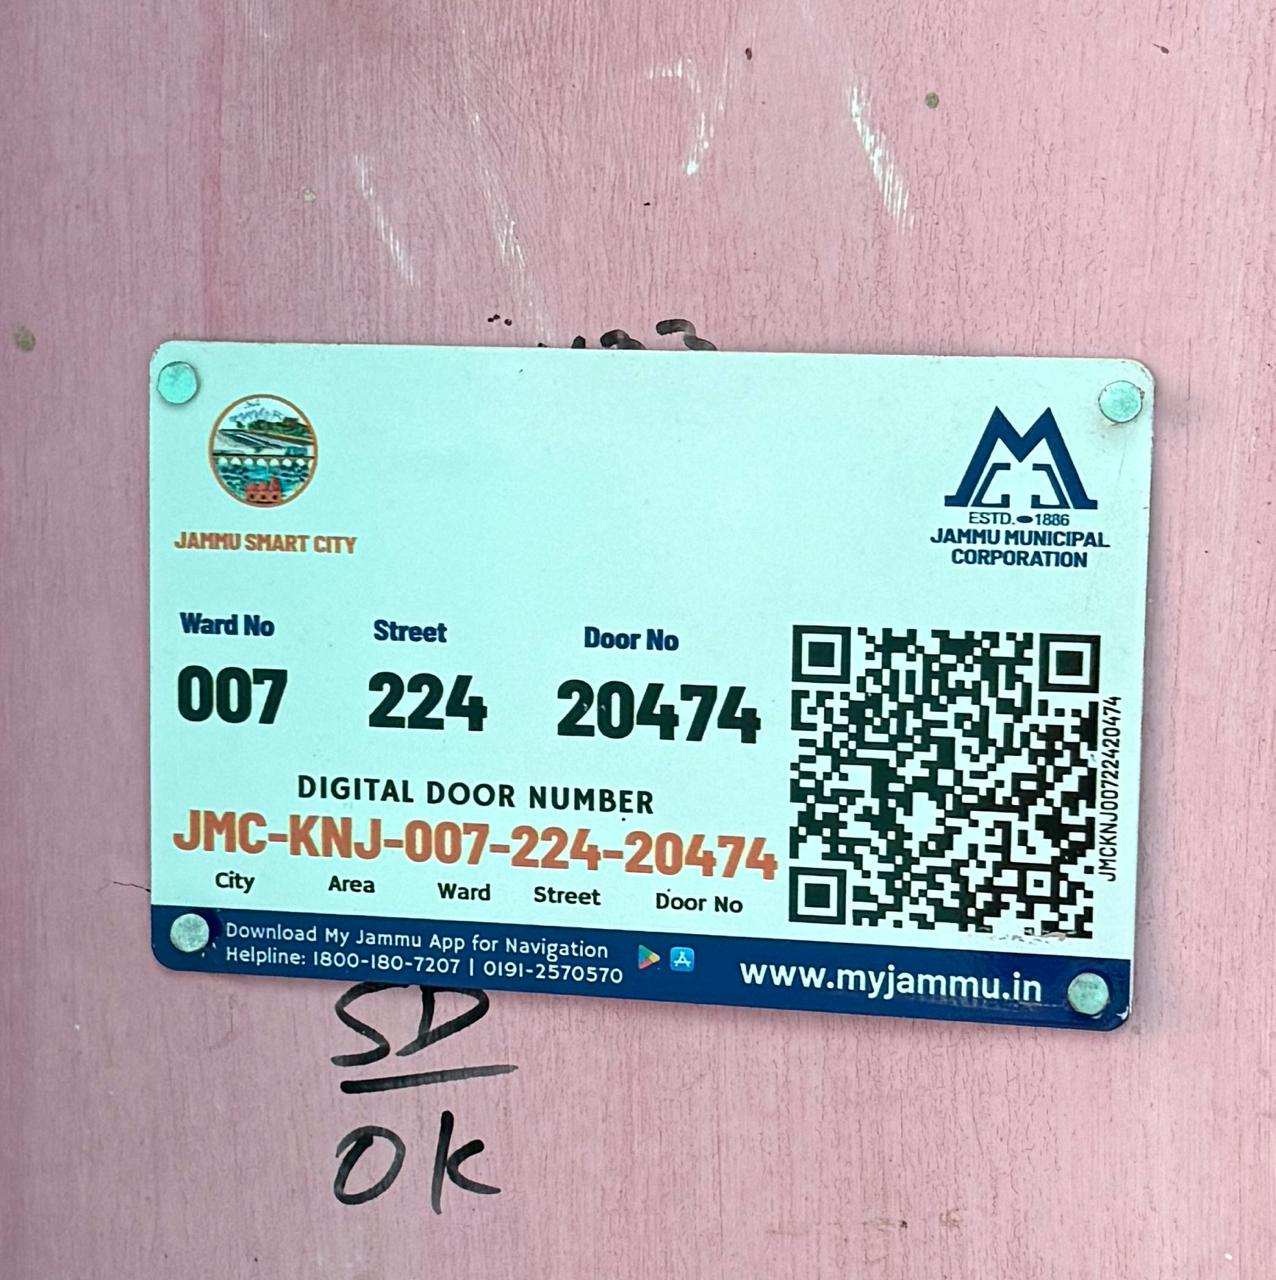 JAMMU SMART CITY
ESTD. 1886
JAMMU MUNICIPAL
CORPORATION
Ward No Street Door No
007 224 20474
DIGITAL DOOR NUMBER
JMC-KNJ-007-224-20474
City Area Ward Street Door No
JMCKNJ00722420474
Download My Jammu App for Navigation
Helpline: 1800-180-7207 | 0191-2570570
www.myjammu.in
SD
OK